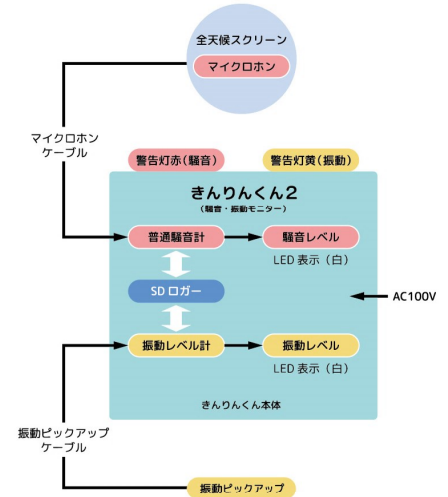 全天候スクリーン
マイクロホン
マイクロホン
ケーブル
警告灯赤(騒音)
警告灯黄(振動)
きんりんくん2
(騒音・振動モニター)
普通騒音計
騒音レベル
LED 表示(白)
SD ロガー
AC100V
振動レベル計
振動レベル
LED 表示(白)
きんりんくん本体
振動ピックアップ
ケーブル
振動ピックアップ